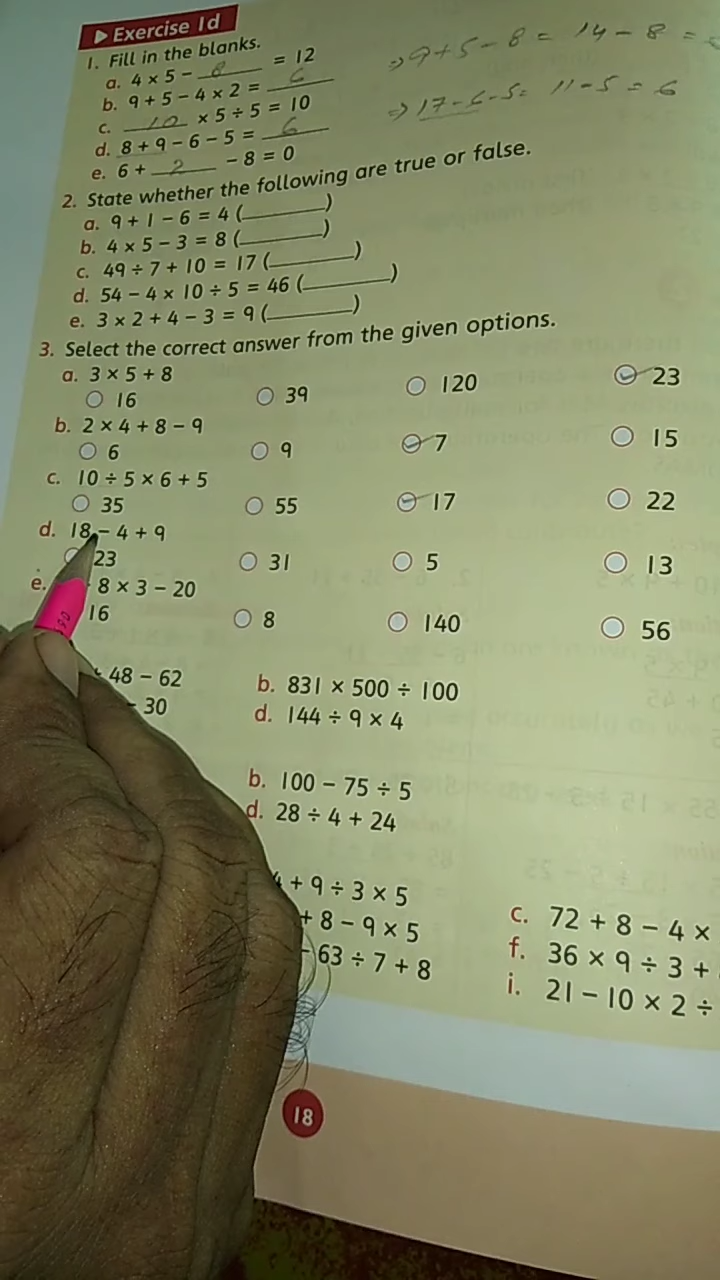 ▶ Exercise 1d
1. Fill in the blanks.
a. 4 × 5 – 8 = 12
b. 9 + 5 – 4 × 2 = 6
c. 10 × 5 ÷ 5 = 10
d. 8 + 9 – 6 – 5 = 6
e. 6 + 2 – 8 = 0
⇒ 9 + 5 – 8 = 14 – 8 =
⇒ 17 – 6 – 5 = 11 – 5 = 6
2. State whether the following are true or false.
a. 9 + 1 – 6 = 4 (________)
b. 4 × 5 – 3 = 8 (________)
c. 49 ÷ 7 + 10 = 17 (________)
d. 54 – 4 × 10 ÷ 5 = 46 (________)
e. 3 × 2 + 4 – 3 = 9 (________)
3. Select the correct answer from the given options.
a. 3 × 5 + 8
16 39 120 23
b. 2 × 4 + 8 – 9
6 9 7 15
c. 10 ÷ 5 × 6 + 5
35 55 17 22
d. 18 – 4 + 9
23 31 5 13
e. 8 × 3 – 20
16 8 140 56
48 – 62 b. 831 × 500 ÷ 100
– 30 d. 144 ÷ 9 × 4
b. 100 – 75 ÷ 5
d. 28 ÷ 4 + 24
+ 9 ÷ 3 × 5 c. 72 + 8 – 4 ×
+ 8 – 9 × 5 f. 36 × 9 ÷ 3 +
– 63 ÷ 7 + 8 i. 21 – 10 × 2 ÷
18